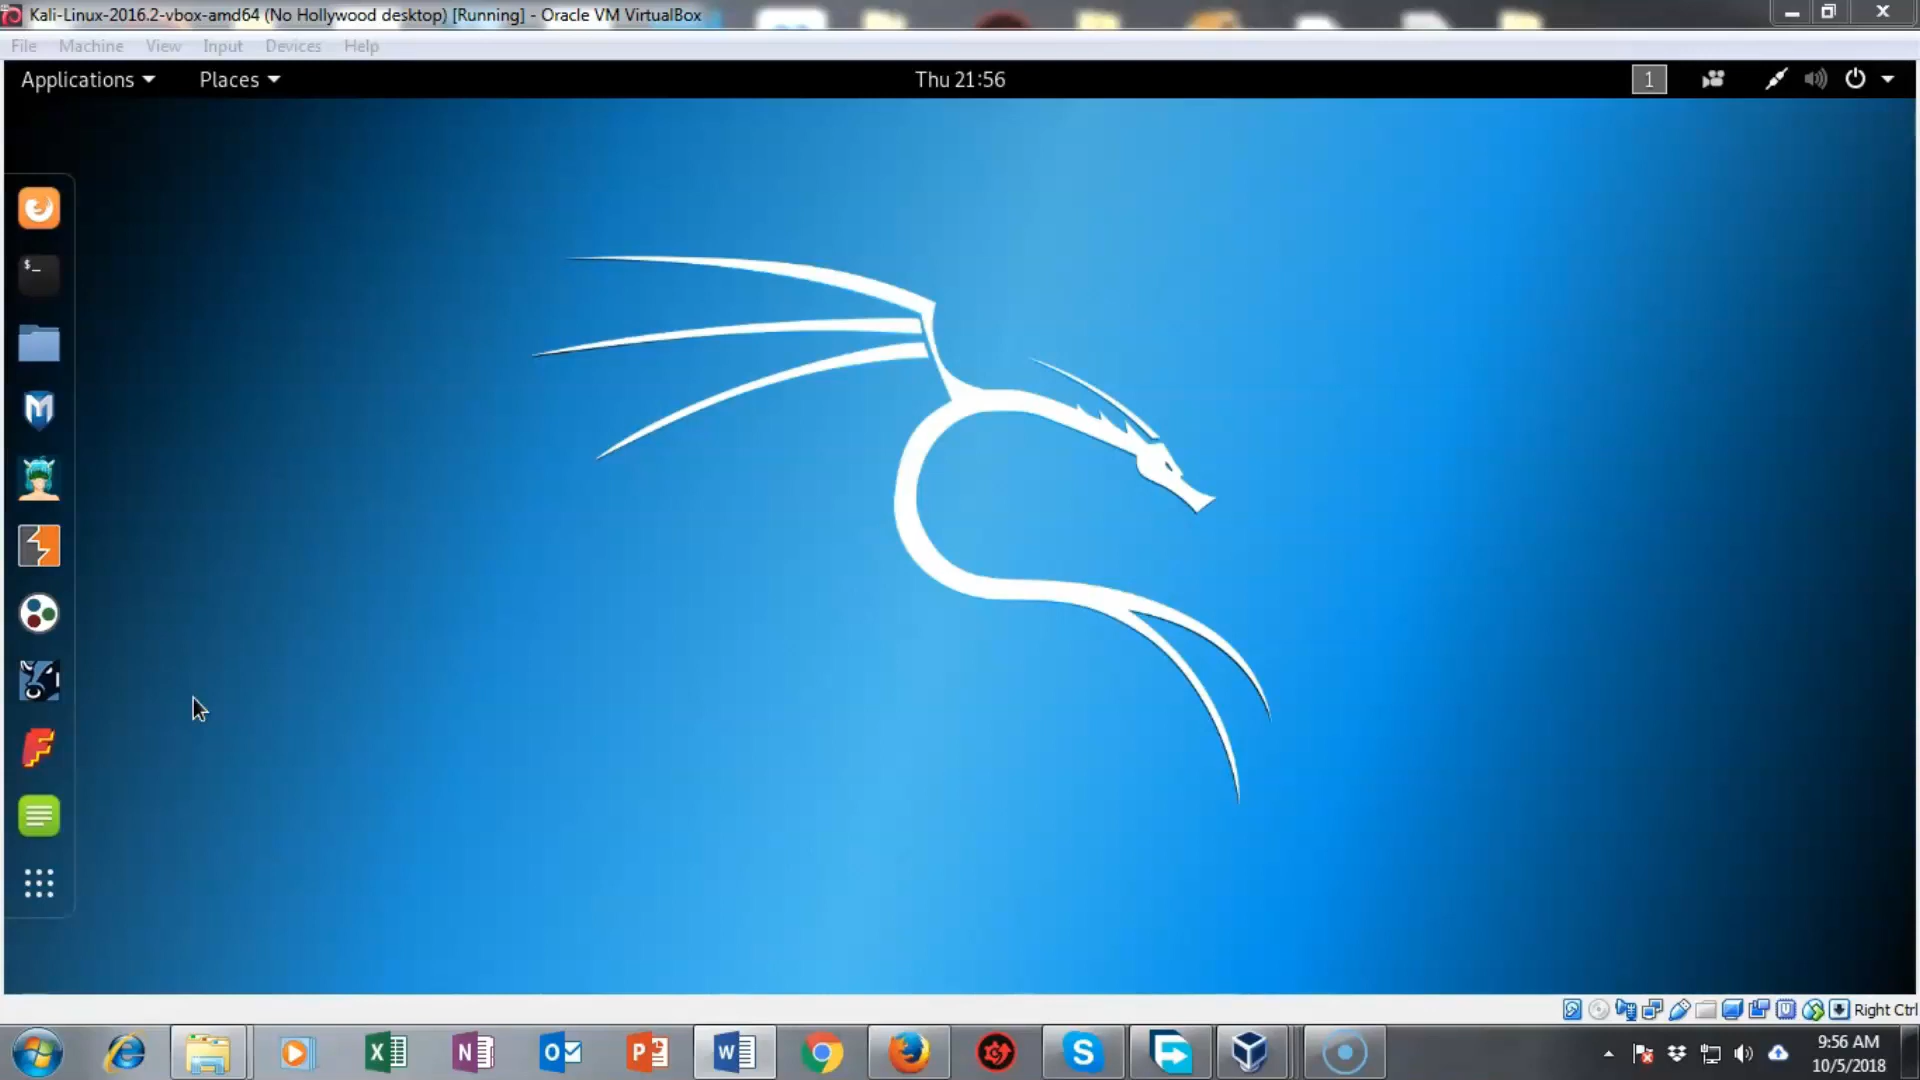 Kali-Linux-2016.2-vbox-amd64 (No Hollywood desktop) [Running] - Oracle VM VirtualBox
File Machine View Input Devices Help
Applications Places Thu 21:56 1
$_
Right Ctrl
9:56 AM
10/5/2018